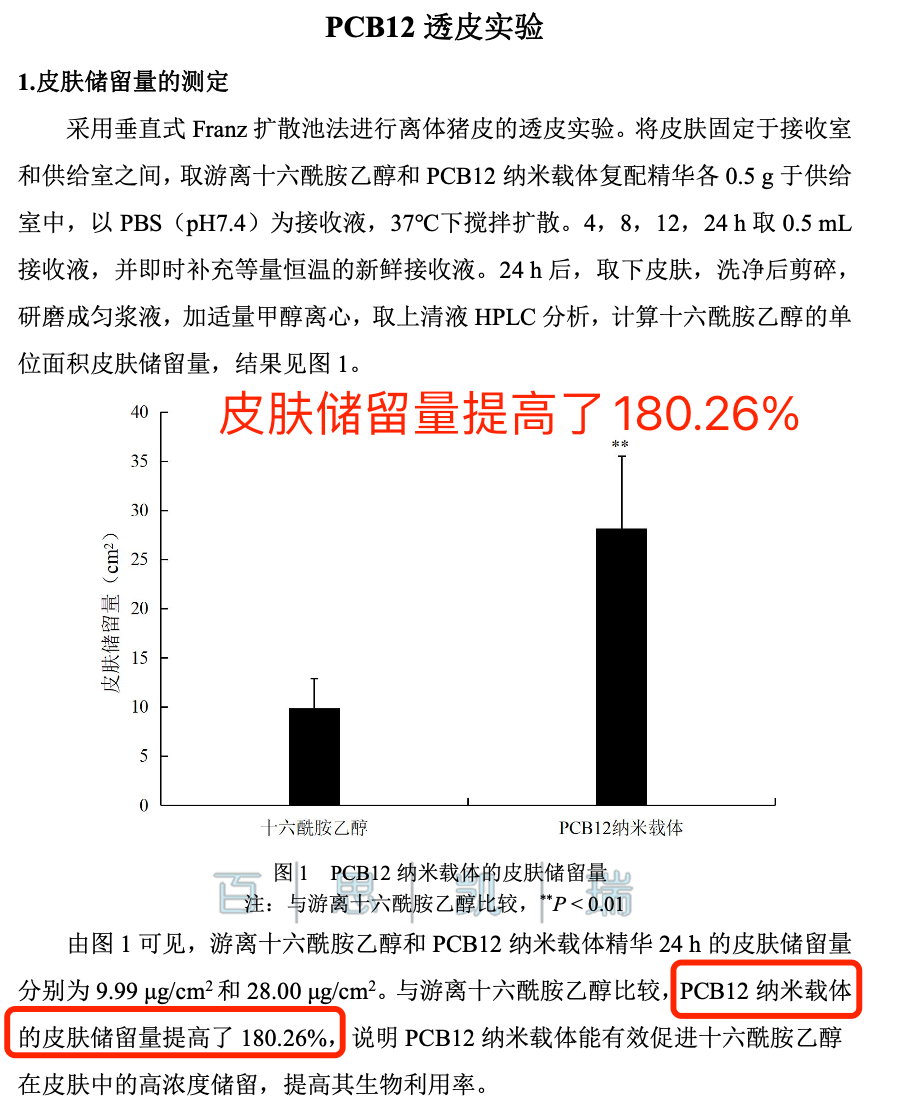 PCB12 透皮实验
1.皮肤储留量的测定
采用垂直式 Franz 扩散池法进行离体猪皮的透皮实验。将皮肤固定于接收室
和供给室之间，取游离十六酰胺乙醇和 PCB12 纳米载体复配精华各 0.5 g 于供给
室中，以 PBS（pH7.4）为接收液，37℃下搅拌扩散。4，8，12，24 h 取 0.5 mL
接收液，并即时补充等量恒温的新鲜接收液。24 h 后，取下皮肤，洗净后剪碎，
研磨成匀浆液，加适量甲醇离心，取上清液 HPLC 分析，计算十六酰胺乙醇的单
位面积皮肤储留量，结果见图 1。
皮肤储留量提高了180.26%
40
35
30
25
20
15
10
5
0
皮肤储留量（cm²）
**
十六酰胺乙醇
PCB12纳米载体
图 1 PCB12 纳米载体的皮肤储留量
百|思|凯|瑞
注：与游离十六酰胺乙醇比较，**P < 0.01
由图 1 可见，游离十六酰胺乙醇和 PCB12 纳米载体精华 24 h 的皮肤储留量
分别为 9.99 μg/cm² 和 28.00 μg/cm²。与游离十六酰胺乙醇比较，PCB12 纳米载体
的皮肤储留量提高了 180.26%，说明 PCB12 纳米载体能有效促进十六酰胺乙醇
在皮肤中的高浓度储留，提高其生物利用率。